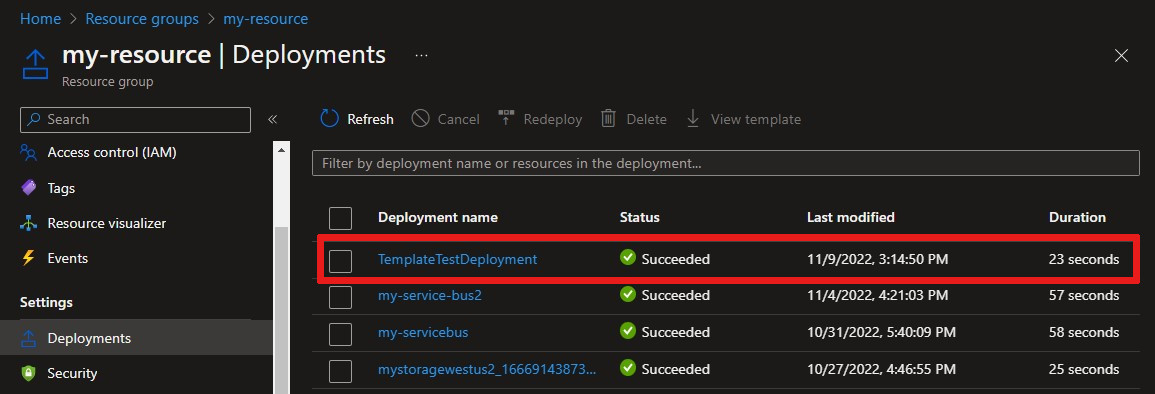 Home > Resource groups > my-resource
my-resource | Deployments ...
Resource group
Search «
Access control (IAM)
Tags
Resource visualizer
Events
Settings
Deployments
Security
Refresh Cancel Redeploy Delete View template
Filter by deployment name or resources in the deployment...
Deployment name Status Last modified Duration
TemplateTestDeployment Succeeded 11/9/2022, 3:14:50 PM 23 seconds
my-service-bus2 Succeeded 11/4/2022, 4:21:03 PM 57 seconds
my-servicebus Succeeded 10/31/2022, 5:40:09 PM 58 seconds
mystoragewestus2_16669143873... Succeeded 10/27/2022, 4:46:55 PM 25 seconds